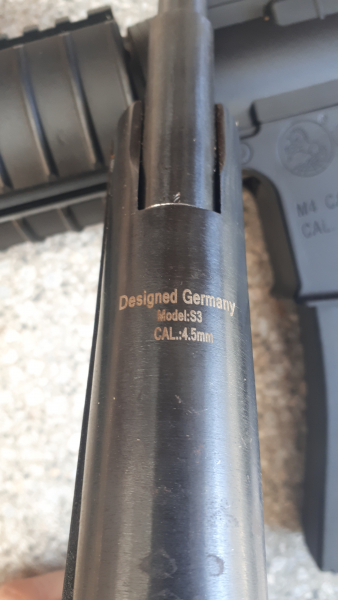 Designed Germany
Model:S3
CAL.:4.5mm
M4
CAL.